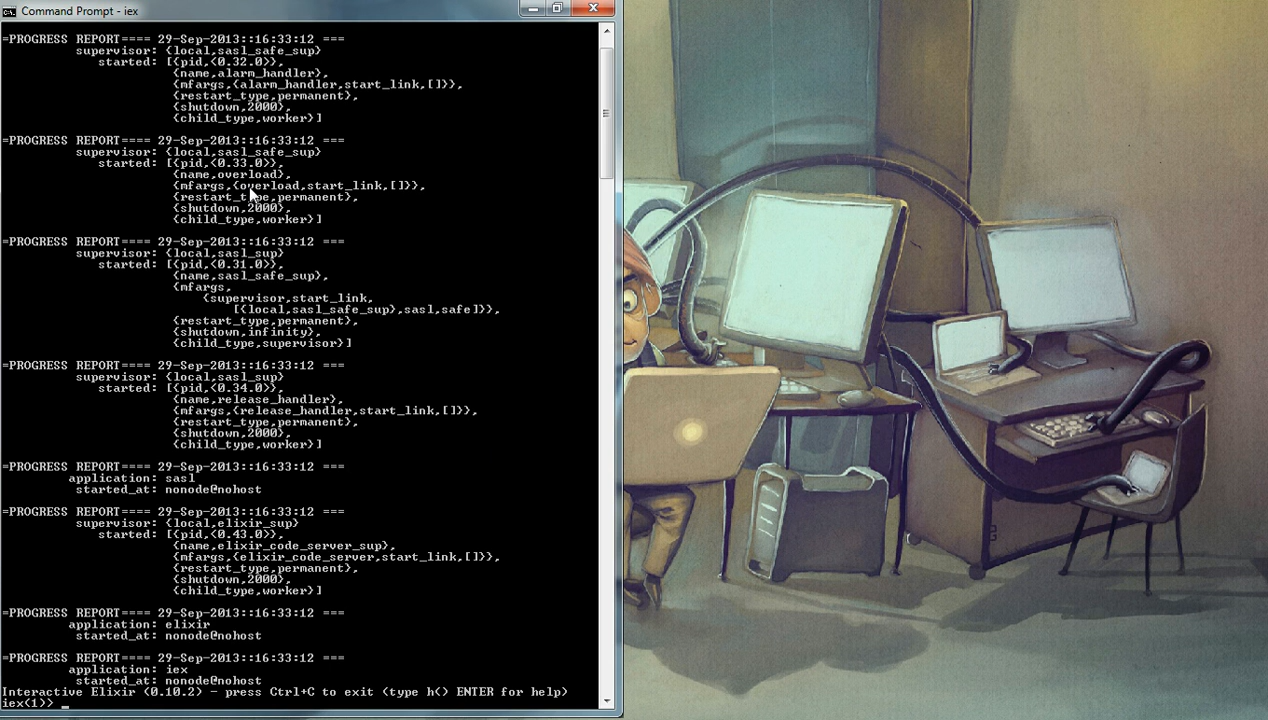 Command Prompt - iex
=PROGRESS REPORT==== 29-Sep-2013::16:33:12 ===
supervisor: {local,sasl_safe_sup}
started: [{pid,<0.32.0>},
{name,alarm_handler},
{mfargs,{alarm_handler,start_link,[]}},
{restart_type,permanent},
{shutdown,2000},
{child_type,worker}]
=PROGRESS REPORT==== 29-Sep-2013::16:33:12 ===
supervisor: {local,sasl_safe_sup}
started: [{pid,<0.33.0>},
{name,overload},
{mfargs,{overload,start_link,[]}},
{restart_type,permanent},
{shutdown,2000},
{child_type,worker}]
=PROGRESS REPORT==== 29-Sep-2013::16:33:12 ===
supervisor: {local,sasl_sup}
started: [{pid,<0.31.0>},
{name,sasl_safe_sup},
{mfargs,
{supervisor,start_link,
[{local,sasl_safe_sup},sasl,safe]}},
{restart_type,permanent},
{shutdown,infinity},
{child_type,supervisor}]
=PROGRESS REPORT==== 29-Sep-2013::16:33:12 ===
supervisor: {local,sasl_sup}
started: [{pid,<0.34.0>},
{name,release_handler},
{mfargs,{release_handler,start_link,[]}},
{restart_type,permanent},
{shutdown,2000},
{child_type,worker}]
=PROGRESS REPORT==== 29-Sep-2013::16:33:12 ===
application: sasl
started_at: nonode@nohost
=PROGRESS REPORT==== 29-Sep-2013::16:33:12 ===
supervisor: {local,elixir_sup}
started: [{pid,<0.43.0>},
{name,elixir_code_server_sup},
{mfargs,{elixir_code_server,start_link,[]}},
{restart_type,permanent},
{shutdown,2000},
{child_type,worker}]
=PROGRESS REPORT==== 29-Sep-2013::16:33:12 ===
application: elixir
started_at: nonode@nohost
=PROGRESS REPORT==== 29-Sep-2013::16:33:12 ===
application: iex
started_at: nonode@nohost
Interactive Elixir (0.10.2) - press Ctrl+C to exit (type h() ENTER for help)
iex(1)> _